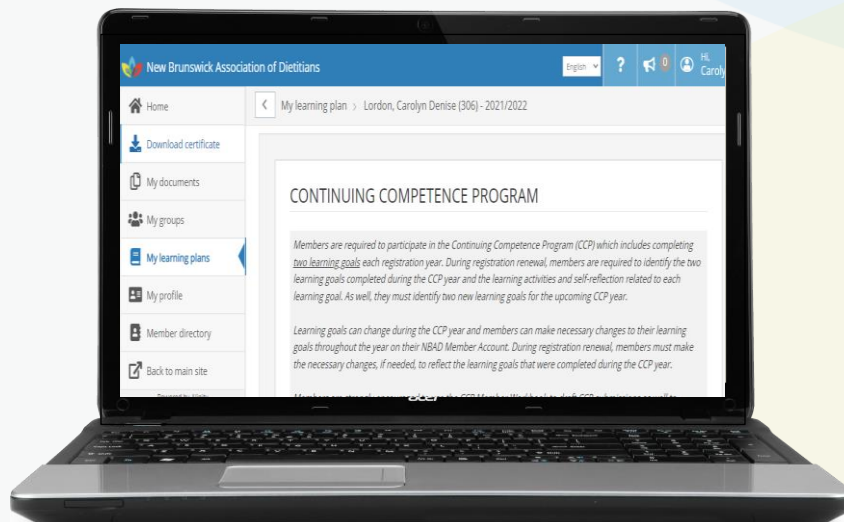 New Brunswick Association of Dietitians
English
?
0
Hi,
Caroly
Home
Download certificate
My documents
My groups
My learning plans
My profile
Member directory
Back to main site
My learning plan > Lordon, Carolyn Denise (306) - 2021/2022
CONTINUING COMPETENCE PROGRAM
Members are required to participate in the Continuing Competence Program (CCP) which includes completing
two learning goals each registration year. During registration renewal, members are required to identify the two
learning goals completed during the CCP year and the learning activities and self-reflection related to each
learning goal. As well, they must identify two new learning goals for the upcoming CCP year.
Learning goals can change during the CCP year and members can make necessary changes to their learning
goals throughout the year on their NBAD Member Account. During registration renewal, members must make
the necessary changes, if needed, to reflect the learning goals that were completed during the CCP year.
acer